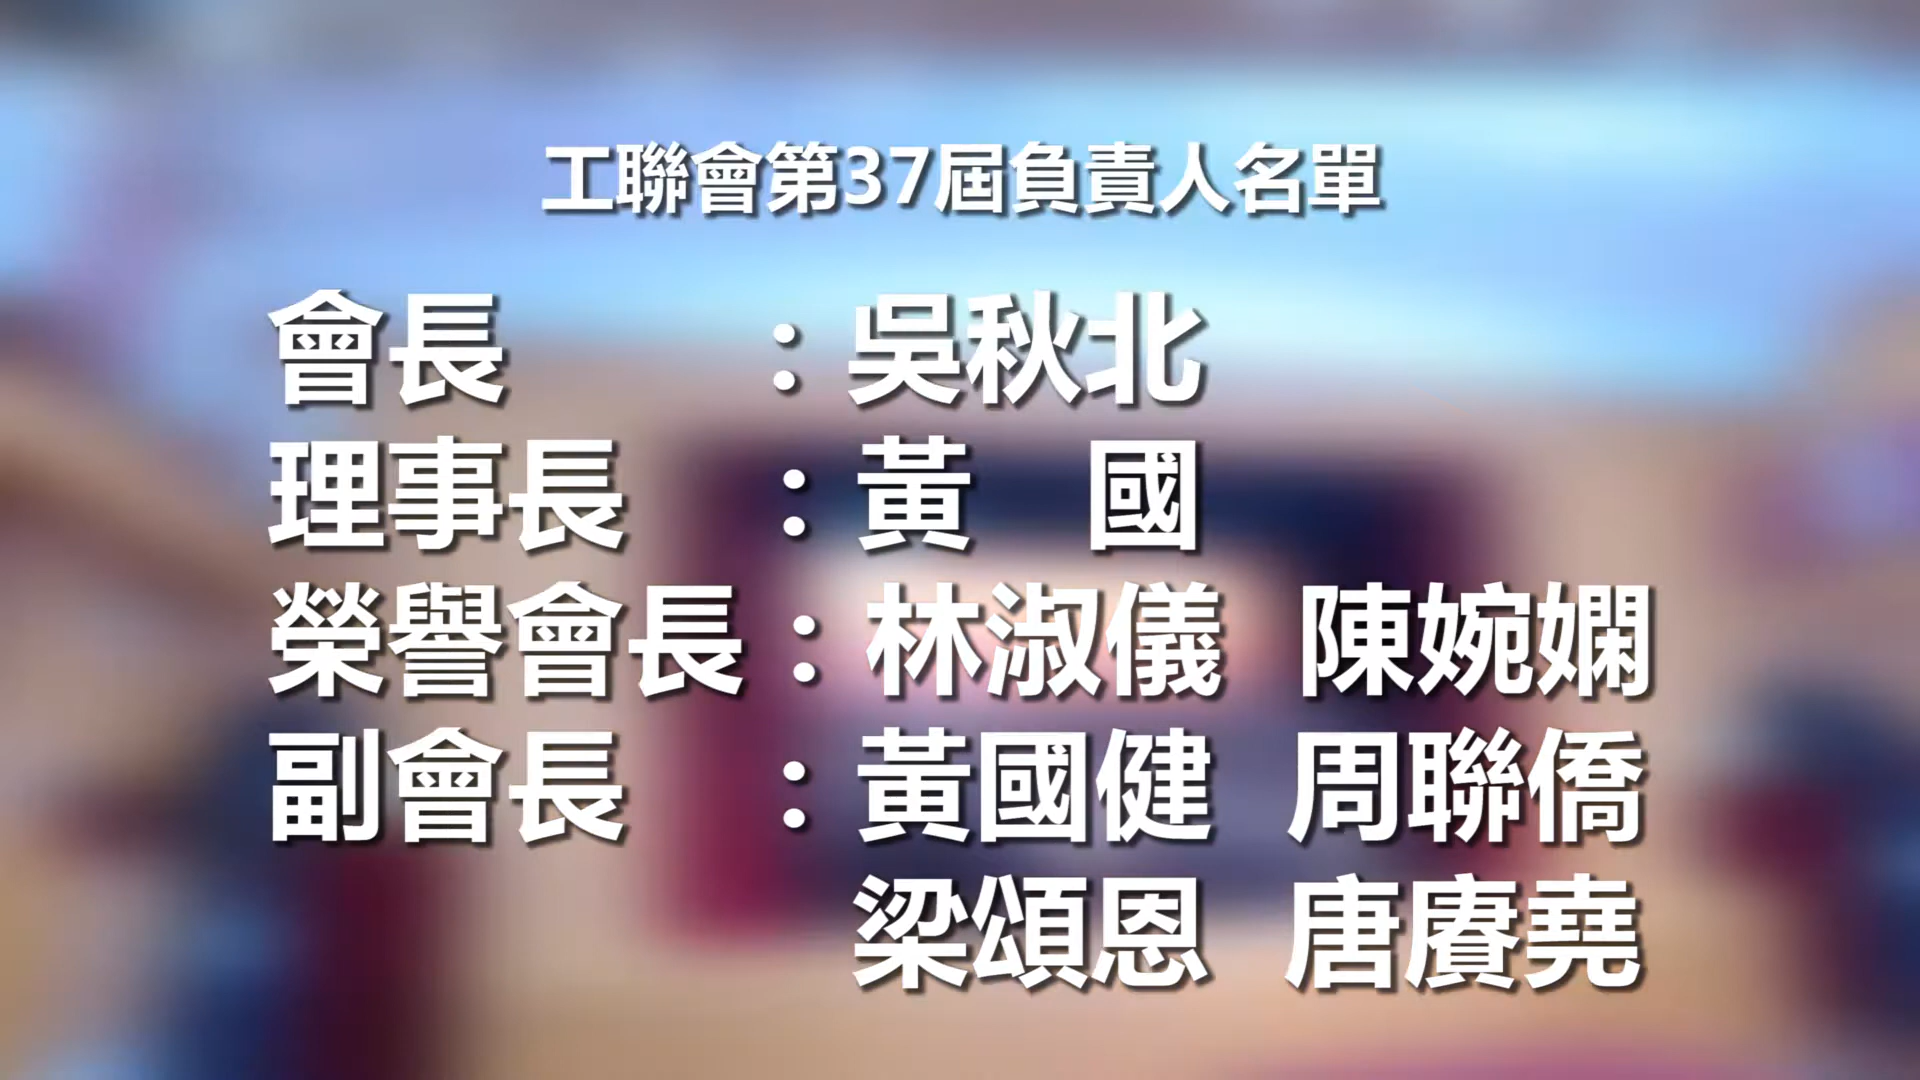 工聯會第37屆負責人名單
會長　　：吳秋北
理事長　：黃　國
榮譽會長：林淑儀　陳婉嫻
副會長　：黃國健　周聯僑
梁頌恩　唐賡堯